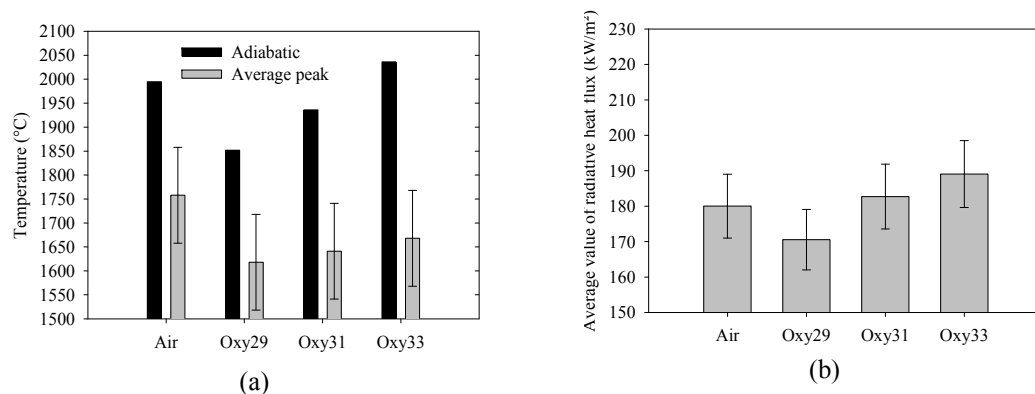 Temperature (°C)
2100
2050
2000
1950
1900
1850
1800
1750
1700
1650
1600
1550
1500
Adiabatic
Average peak
Air Oxy29 Oxy31 Oxy33
(a)
Average value of radiative heat flux (kW/m²)
230
220
210
200
190
180
170
160
150
Air Oxy29 Oxy31 Oxy33
(b)